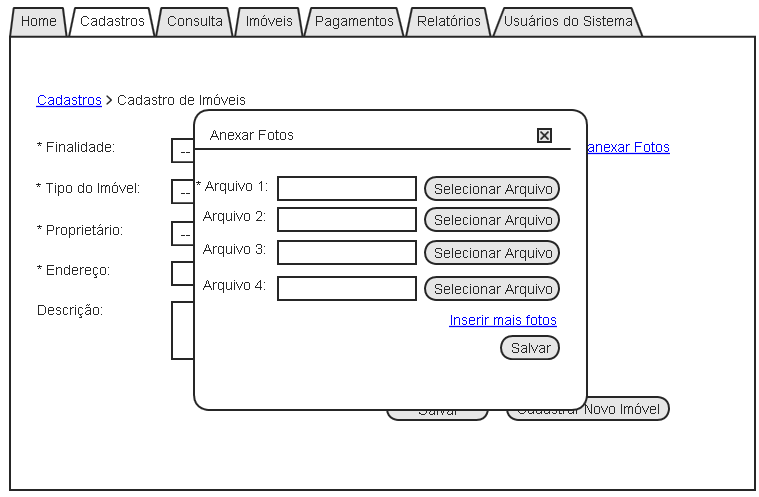 Home Cadastros Consulta Imóveis Pagamentos Relatórios Usuários do Sistema
Cadastros > Cadastro de Imóveis
Anexar Fotos
* Finalidade: -- anexar Fotos
* Arquivo 1: Selecionar Arquivo
* Tipo do Imóvel: --
Arquivo 2: Selecionar Arquivo
* Proprietário: --
Arquivo 3: Selecionar Arquivo
* Endereço:
Arquivo 4: Selecionar Arquivo
Descrição:
Inserir mais fotos
Salvar
Salvar Cadastrar Novo Imóvel